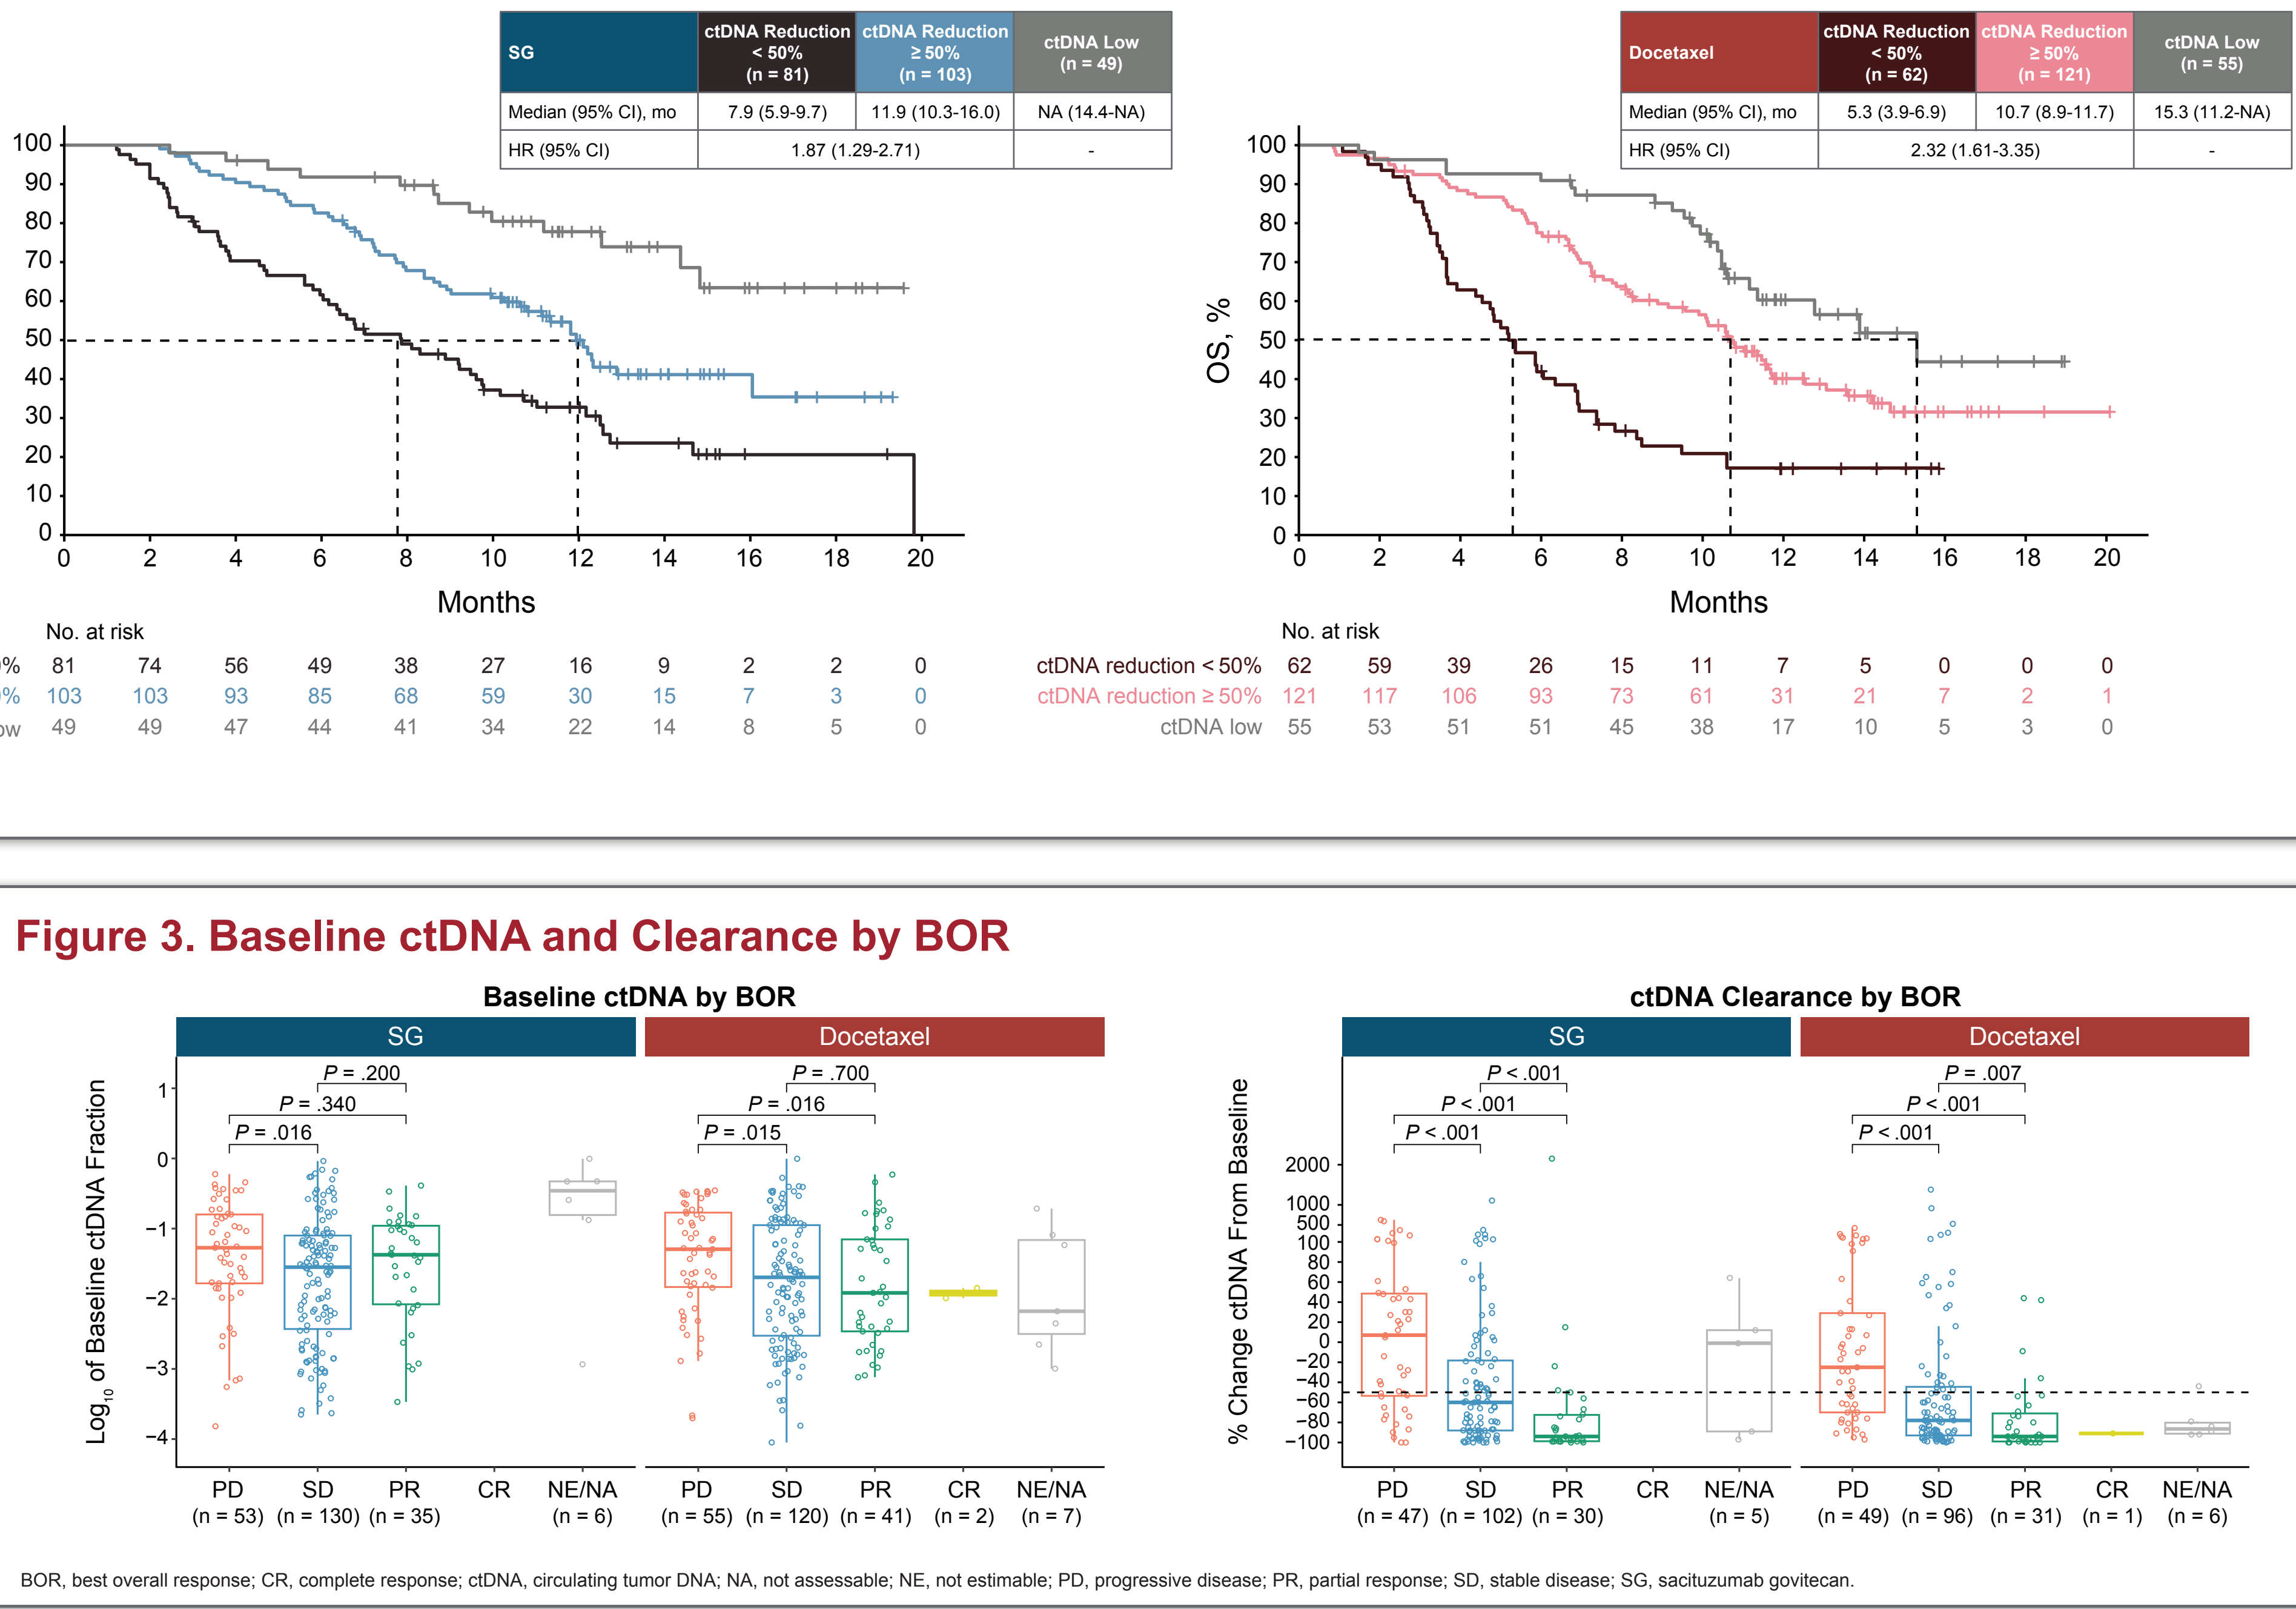 SG
ctDNA Reduction < 50% (n = 81)
ctDNA Reduction ≥ 50% (n = 103)
ctDNA Low (n = 49)
Median (95% CI), mo 7.9 (5.9-9.7) 11.9 (10.3-16.0) NA (14.4-NA)
HR (95% CI) 1.87 (1.29-2.71) -
100
90
80
70
60
50
40
30
20
10
0
0 2 4 6 8 10 12 14 16 18 20
Months
No. at risk
% 81 74 56 49 38 27 16 9 2 2 0
% 103 103 93 85 68 59 30 15 7 3 0
ow 49 49 47 44 41 34 22 14 8 5 0
Docetaxel
ctDNA Reduction < 50% (n = 62)
ctDNA Reduction ≥ 50% (n = 121)
ctDNA Low (n = 55)
Median (95% CI), mo 5.3 (3.9-6.9) 10.7 (8.9-11.7) 15.3 (11.2-NA)
HR (95% CI) 2.32 (1.61-3.35) -
OS, %
100
90
80
70
60
50
40
30
20
10
0
0 2 4 6 8 10 12 14 16 18 20
Months
No. at risk
ctDNA reduction < 50% 62 59 39 26 15 11 7 5 0 0 0
ctDNA reduction ≥ 50% 121 117 106 93 73 61 31 21 7 2 1
ctDNA low 55 53 51 51 45 38 17 10 5 3 0
Figure 3. Baseline ctDNA and Clearance by BOR
Baseline ctDNA by BOR
SG Docetaxel
Log10 of Baseline ctDNA Fraction
1
0
−1
−2
−3
−4
P = .200
P = .340
P = .016
P = .700
P = .016
P = .015
PD SD PR CR NE/NA PD SD PR CR NE/NA
(n = 53) (n = 130) (n = 35) (n = 6) (n = 55) (n = 120) (n = 41) (n = 2) (n = 7)
ctDNA Clearance by BOR
SG Docetaxel
% Change ctDNA From Baseline
2000
1000
500
100
80
60
40
20
0
−20
−40
−60
−80
−100
P < .001
P < .001
P < .001
P = .007
P < .001
P < .001
PD SD PR CR NE/NA PD SD PR CR NE/NA
(n = 47) (n = 102) (n = 30) (n = 5) (n = 49) (n = 96) (n = 31) (n = 1) (n = 6)
BOR, best overall response; CR, complete response; ctDNA, circulating tumor DNA; NA, not assessable; NE, not estimable; PD, progressive disease; PR, partial response; SD, stable disease; SG, sacituzumab govitecan.